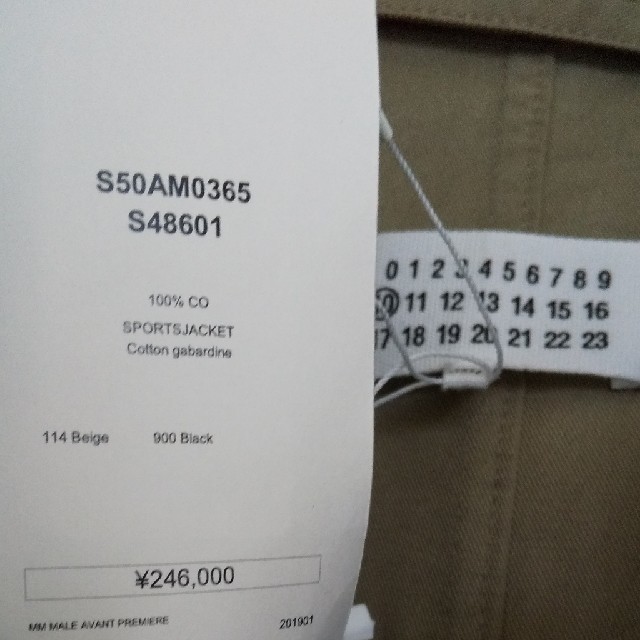 S50AM0365
S48601
100% CO
SPORTSJACKET
Cotton gabardine
114 Beige 900 Black
¥246,000
MM MALE AVANT PREMIERE 201901
0 1 2 3 4 5 6 7 8 9
10 11 12 13 14 15 16
17 18 19 20 21 22 23